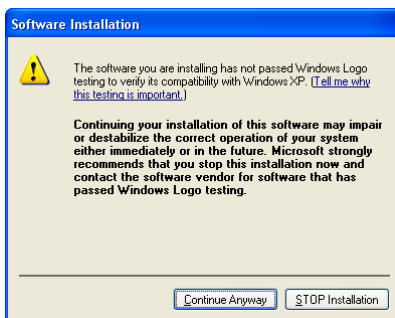 Software Installation
The software you are installing has not passed Windows Logo
testing to verify its compatibility with Windows XP. (Tell me why
this testing is important.)
Continuing your installation of this software may impair
or destabilize the correct operation of your system
either immediately or in the future. Microsoft strongly
recommends that you stop this installation now and
contact the software vendor for software that has
passed Windows Logo testing.
Continue Anyway
STOP Installation